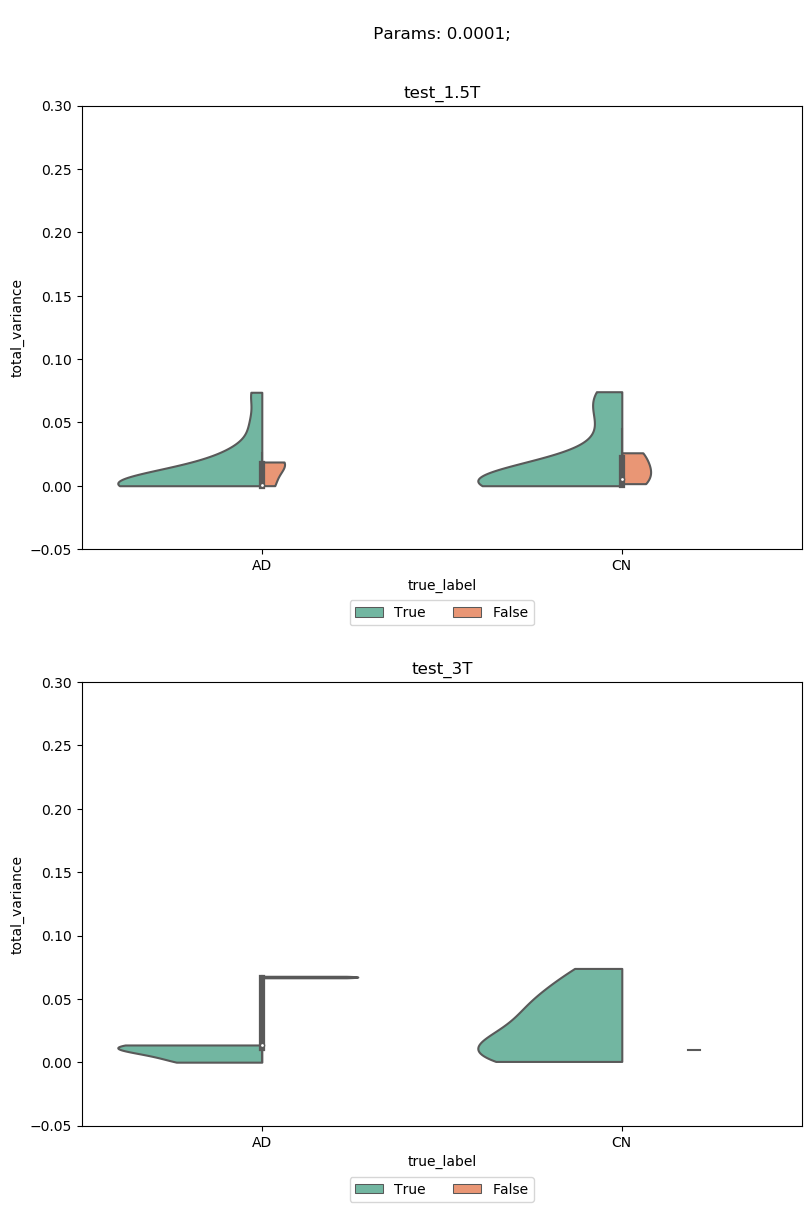 Params: 0.0001;
test_1.5T
0.30
0.25
0.20
0.15
0.10
0.05
0.00
−0.05
total_variance
AD CN
true_label
True False
test_3T
0.30
0.25
0.20
0.15
0.10
0.05
0.00
−0.05
total_variance
AD CN
true_label
True False